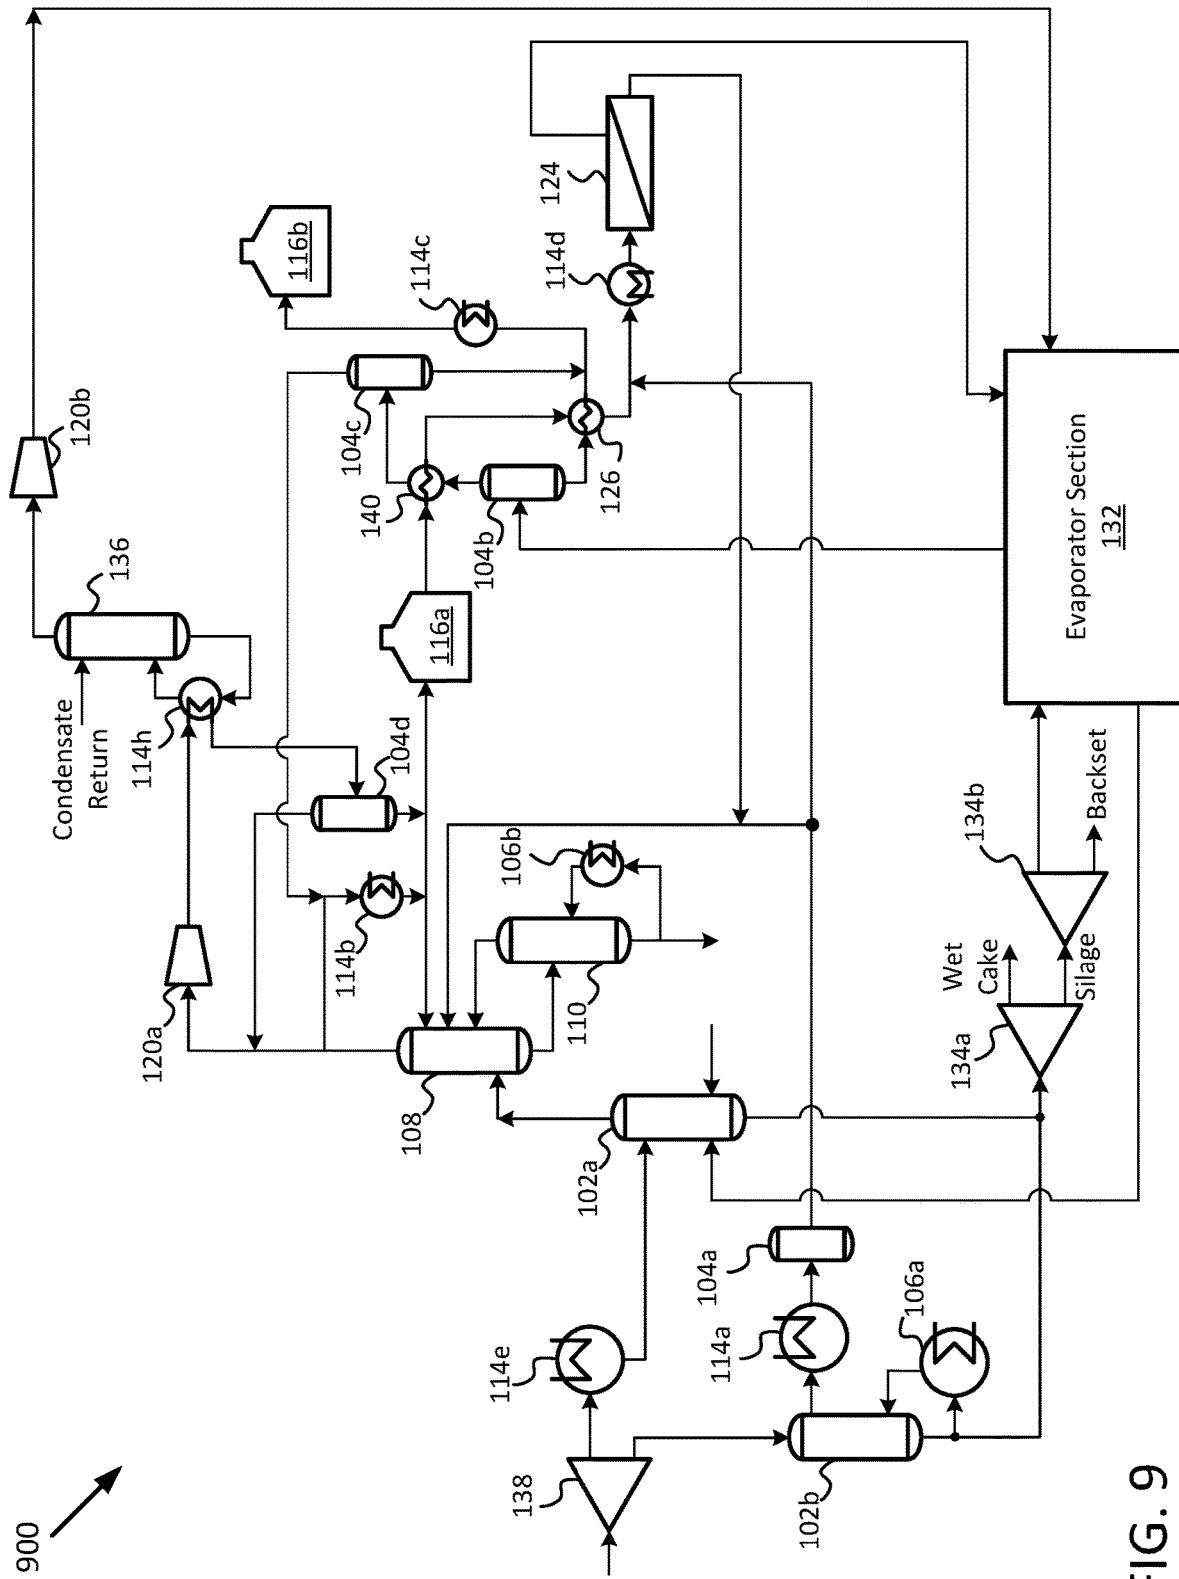 900
120a
120b
114h
136
Condensate
Return
104d
114b
106b
108
110
116a
140
104c
104b
126
114c
116b
114d
124
102a
114e
138
102b
114a
104a
106a
134a
Wet
Cake
Silage
134b
Backset
Evaporator Section
132
FIG. 9